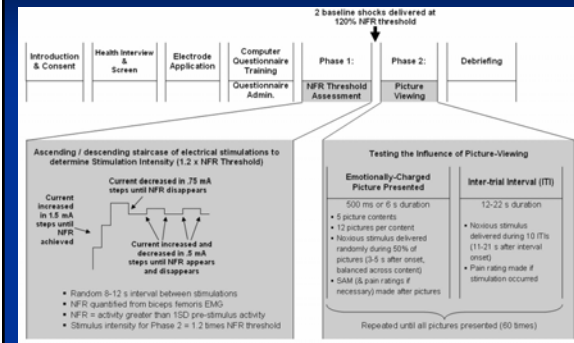 2 baseline shocks delivered at
120% NFR threshold
Introduction
& Consent
Health Interview
&
Screen
Electrode
Application
Computer
Questionnaire
Training
Questionnaire
Admin.
Phase 1:
NFR Threshold
Assessment
Phase 2:
Picture
Viewing
Debriefing
Ascending / descending staircase of electrical stimulations to
determine Stimulation Intensity (1.2 x NFR Threshold)
Current
increased
in 1.5 mA
steps until
NFR
achieved
Current decreased in .75 mA
steps until NFR disappears
Current increased and
decreased in .5 mA
steps until NFR appears
and disappears
▪ Random 8-12 s interval between stimulations
▪ NFR quantified from biceps femoris EMG
▪ NFR = activity greater than 1SD pre-stimulus activity
▪ Stimulus intensity for Phase 2 = 1.2 times NFR threshold
Testing the Influence of Picture-Viewing
Emotionally-Charged
Picture Presented
500 ms or 6 s duration
• 5 picture contents
• 12 pictures per content
• Noxious stimulus delivered
randomly during 50% of
pictures (3-5 s after onset,
balanced across content)
• SAM (& pain ratings if
necessary) made after pictures
Inter-trial Interval (ITI)
12-22 s duration
• Noxious stimulus
delivered during 10 ITIs
(11-21 s after interval
onset)
• Pain rating made if
stimulation occurred
Repeated until all pictures presented (60 times)